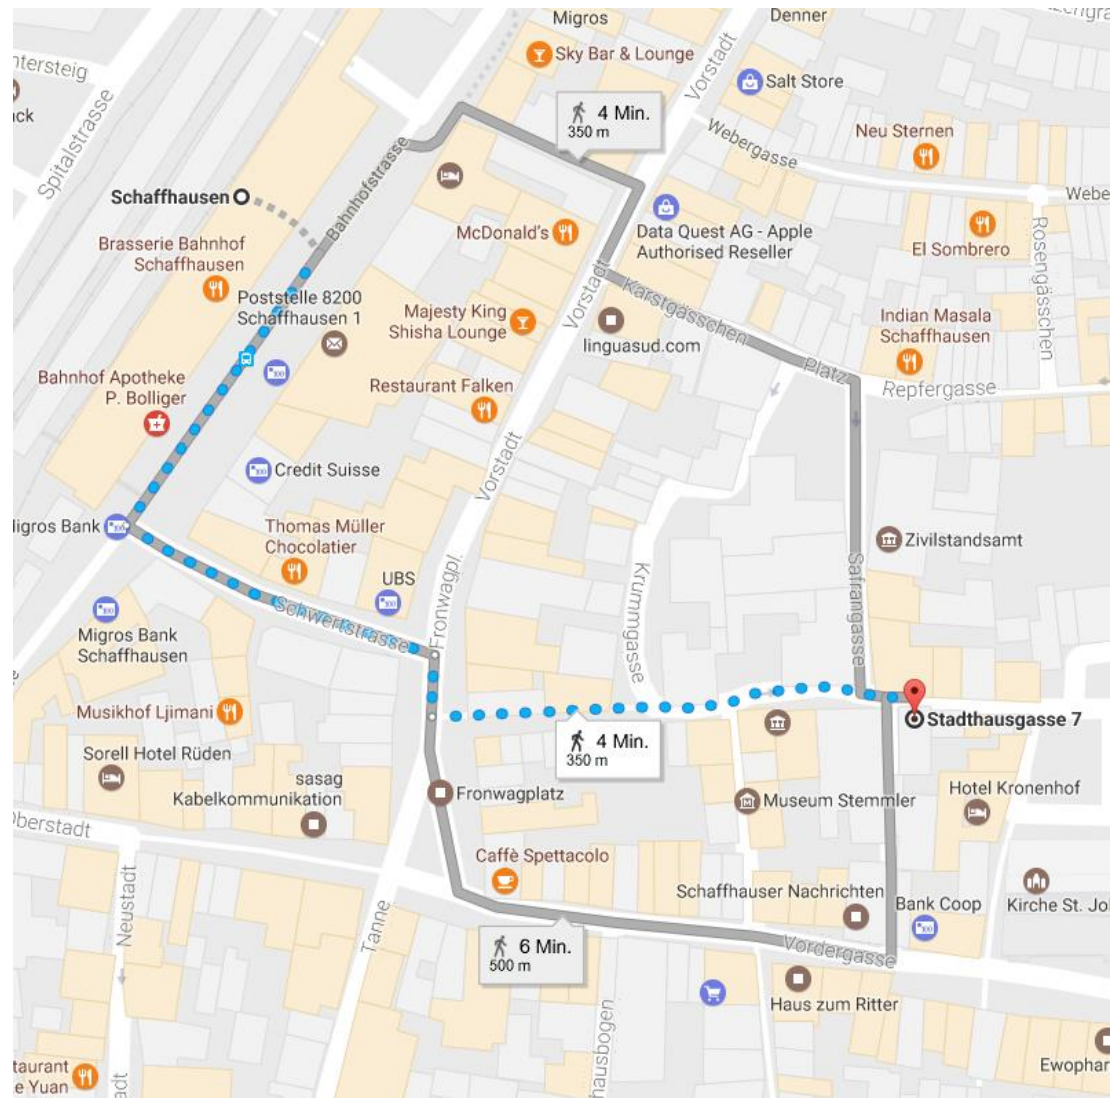 Migros
Denner
ntersteig
Sky Bar & Lounge
Vorstadt
Salt Store
ack
Spitalstrasse
4 Min.
350 m
Webergasse
Neu Sternen
Webe
Bahnhofstrasse
Schaffhausen
McDonald's
Data Quest AG - Apple
Authorised Reseller
El Sombrero
Rosengässchen
Brasserie Bahnhof
Schaffhausen
Poststelle 8200
Schaffhausen 1
Vorstadt
Karstgässchen
Majesty King
Shisha Lounge
linguasud.com
Indian Masala
Schaffhausen
Platz
Repfergasse
Bahnhof Apotheke
P. Bolliger
Restaurant Falken
Credit Suisse
Vorstadt
ligros Bank
Thomas Müller
Chocolatier
Zivilstandsamt
UBS
Fronwagpl.
Krummgasse
Safrangasse
Schwertstrasse
Migros Bank
Schaffhausen
Musikhof Ljimani
Stadthausgasse 7
4 Min.
350 m
Sorell Hotel Rüden
sasag
Kabelkommunikation
Fronwagplatz
Museum Stemmler
Hotel Kronenhof
Oberstadt
Neustadt
Tanne
Caffè Spettacolo
Schaffhauser Nachrichten
Bank Coop
Kirche St. Jo
6 Min.
500 m
Vordergasse
Haus zum Ritter
hausbogen
Ewophar
taurant
e Yuan
adt